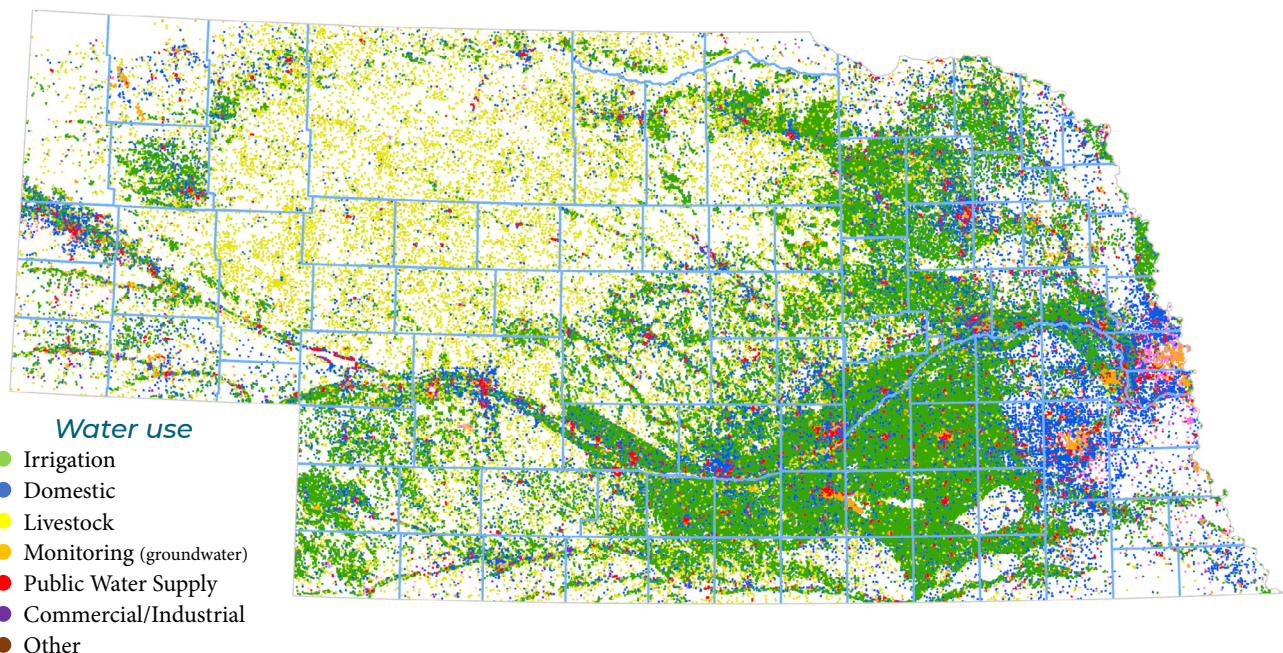 Water use
Irrigation
Domestic
Livestock
Monitoring (groundwater)
Public Water Supply
Commercial/Industrial
Other